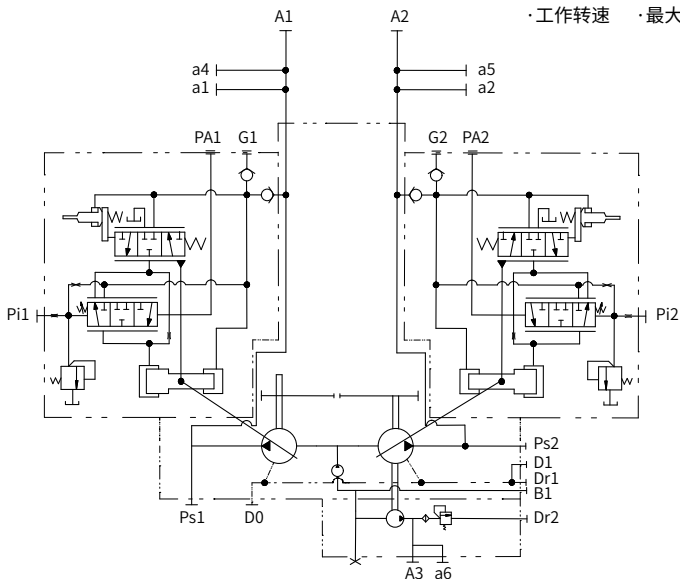 A1 A2 ·工作转速 ·最大
a4 a5
a1 a2
PA1 G1 G2 PA2
Pi1 Pi2
Ps2
D1
Dr1
B1
Ps1 D0 Dr2
A3 a6